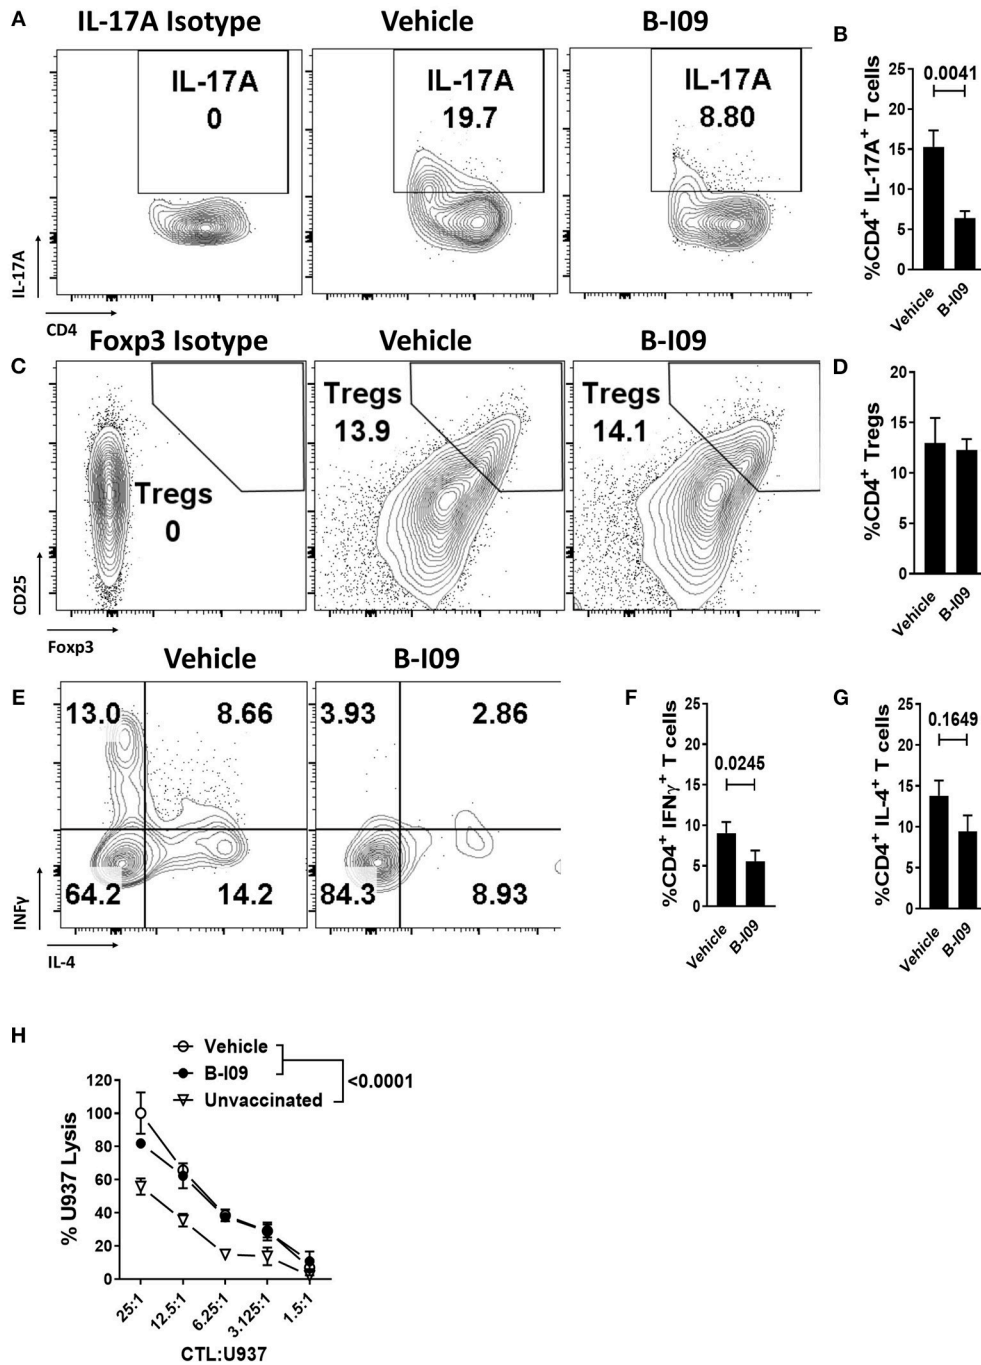 A
IL-17A Isotype
Vehicle
B-I09
IL-17A
0
IL-17A
19.7
IL-17A
8.80
IL-17A
CD4
B
%CD4+ IL-17A+ T cells
25
20
15
10
5
0
0.0041
Vehicle
B-I09
C
Foxp3 Isotype
Vehicle
B-I09
Tregs
0
Tregs
13.9
Tregs
14.1
CD25
Foxp3
D
%CD4+ Tregs
20
15
10
5
0
Vehicle
B-I09
E
Vehicle
B-I09
13.0 8.66
64.2 14.2
3.93 2.86
84.3 8.93
INFγ
IL-4
F
%CD4+ IFNγ+ T cells
25
20
15
10
5
0
0.0245
Vehicle
B-I09
G
%CD4+ IL-4+ T cells
25
20
15
10
5
0
0.1649
Vehicle
B-I09
H
Vehicle
B-I09
Unvaccinated
<0.0001
% U937 Lysis
120
100
80
60
40
20
0
25:1
12.5:1
6.25:1
3.125:1
1.5:1
CTL:U937